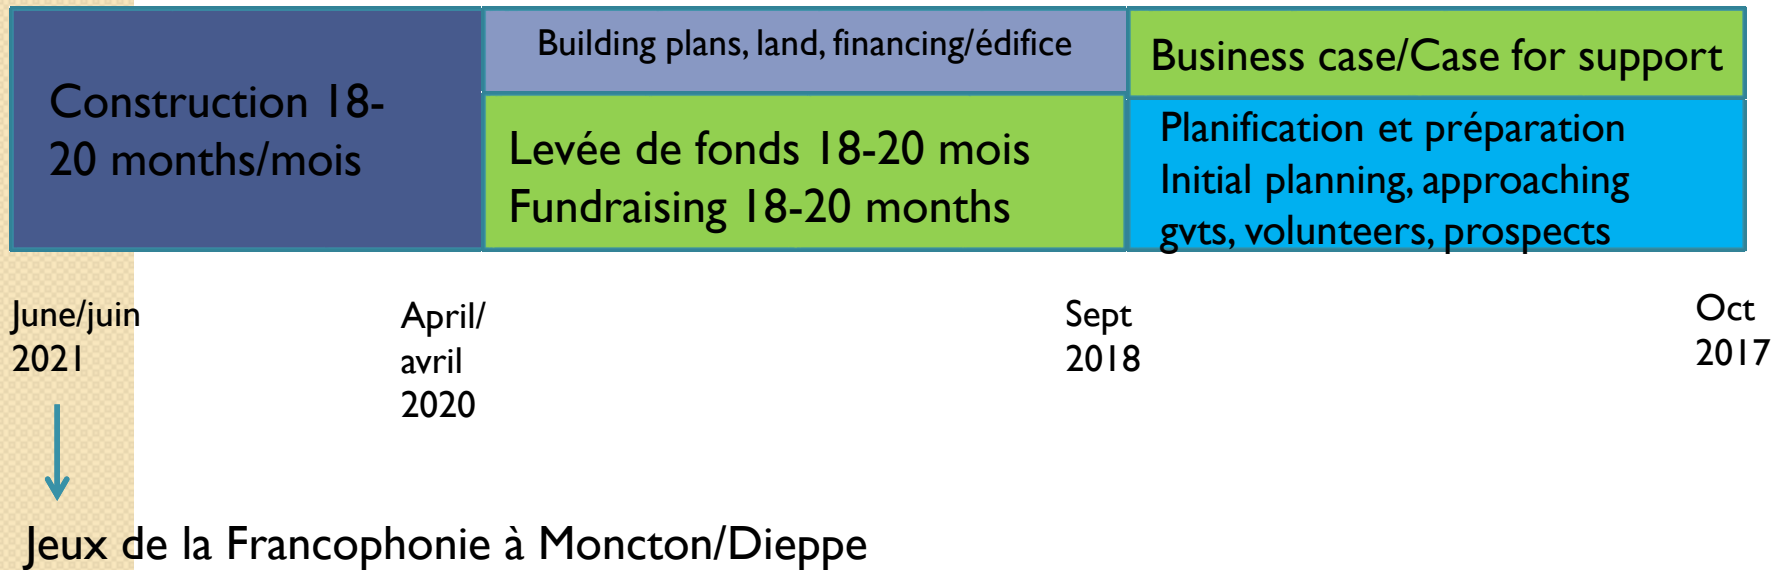 Construction 18-
20 months/mois
Building plans, land, financing/édifice
Levée de fonds 18-20 mois
Fundraising 18-20 months
Business case/Case for support
Planification et préparation
Initial planning, approaching
gvts, volunteers, prospects
June/juin
2021
April/
avril
2020
Sept
2018
Oct
2017
Jeux de la Francophonie à Moncton/Dieppe